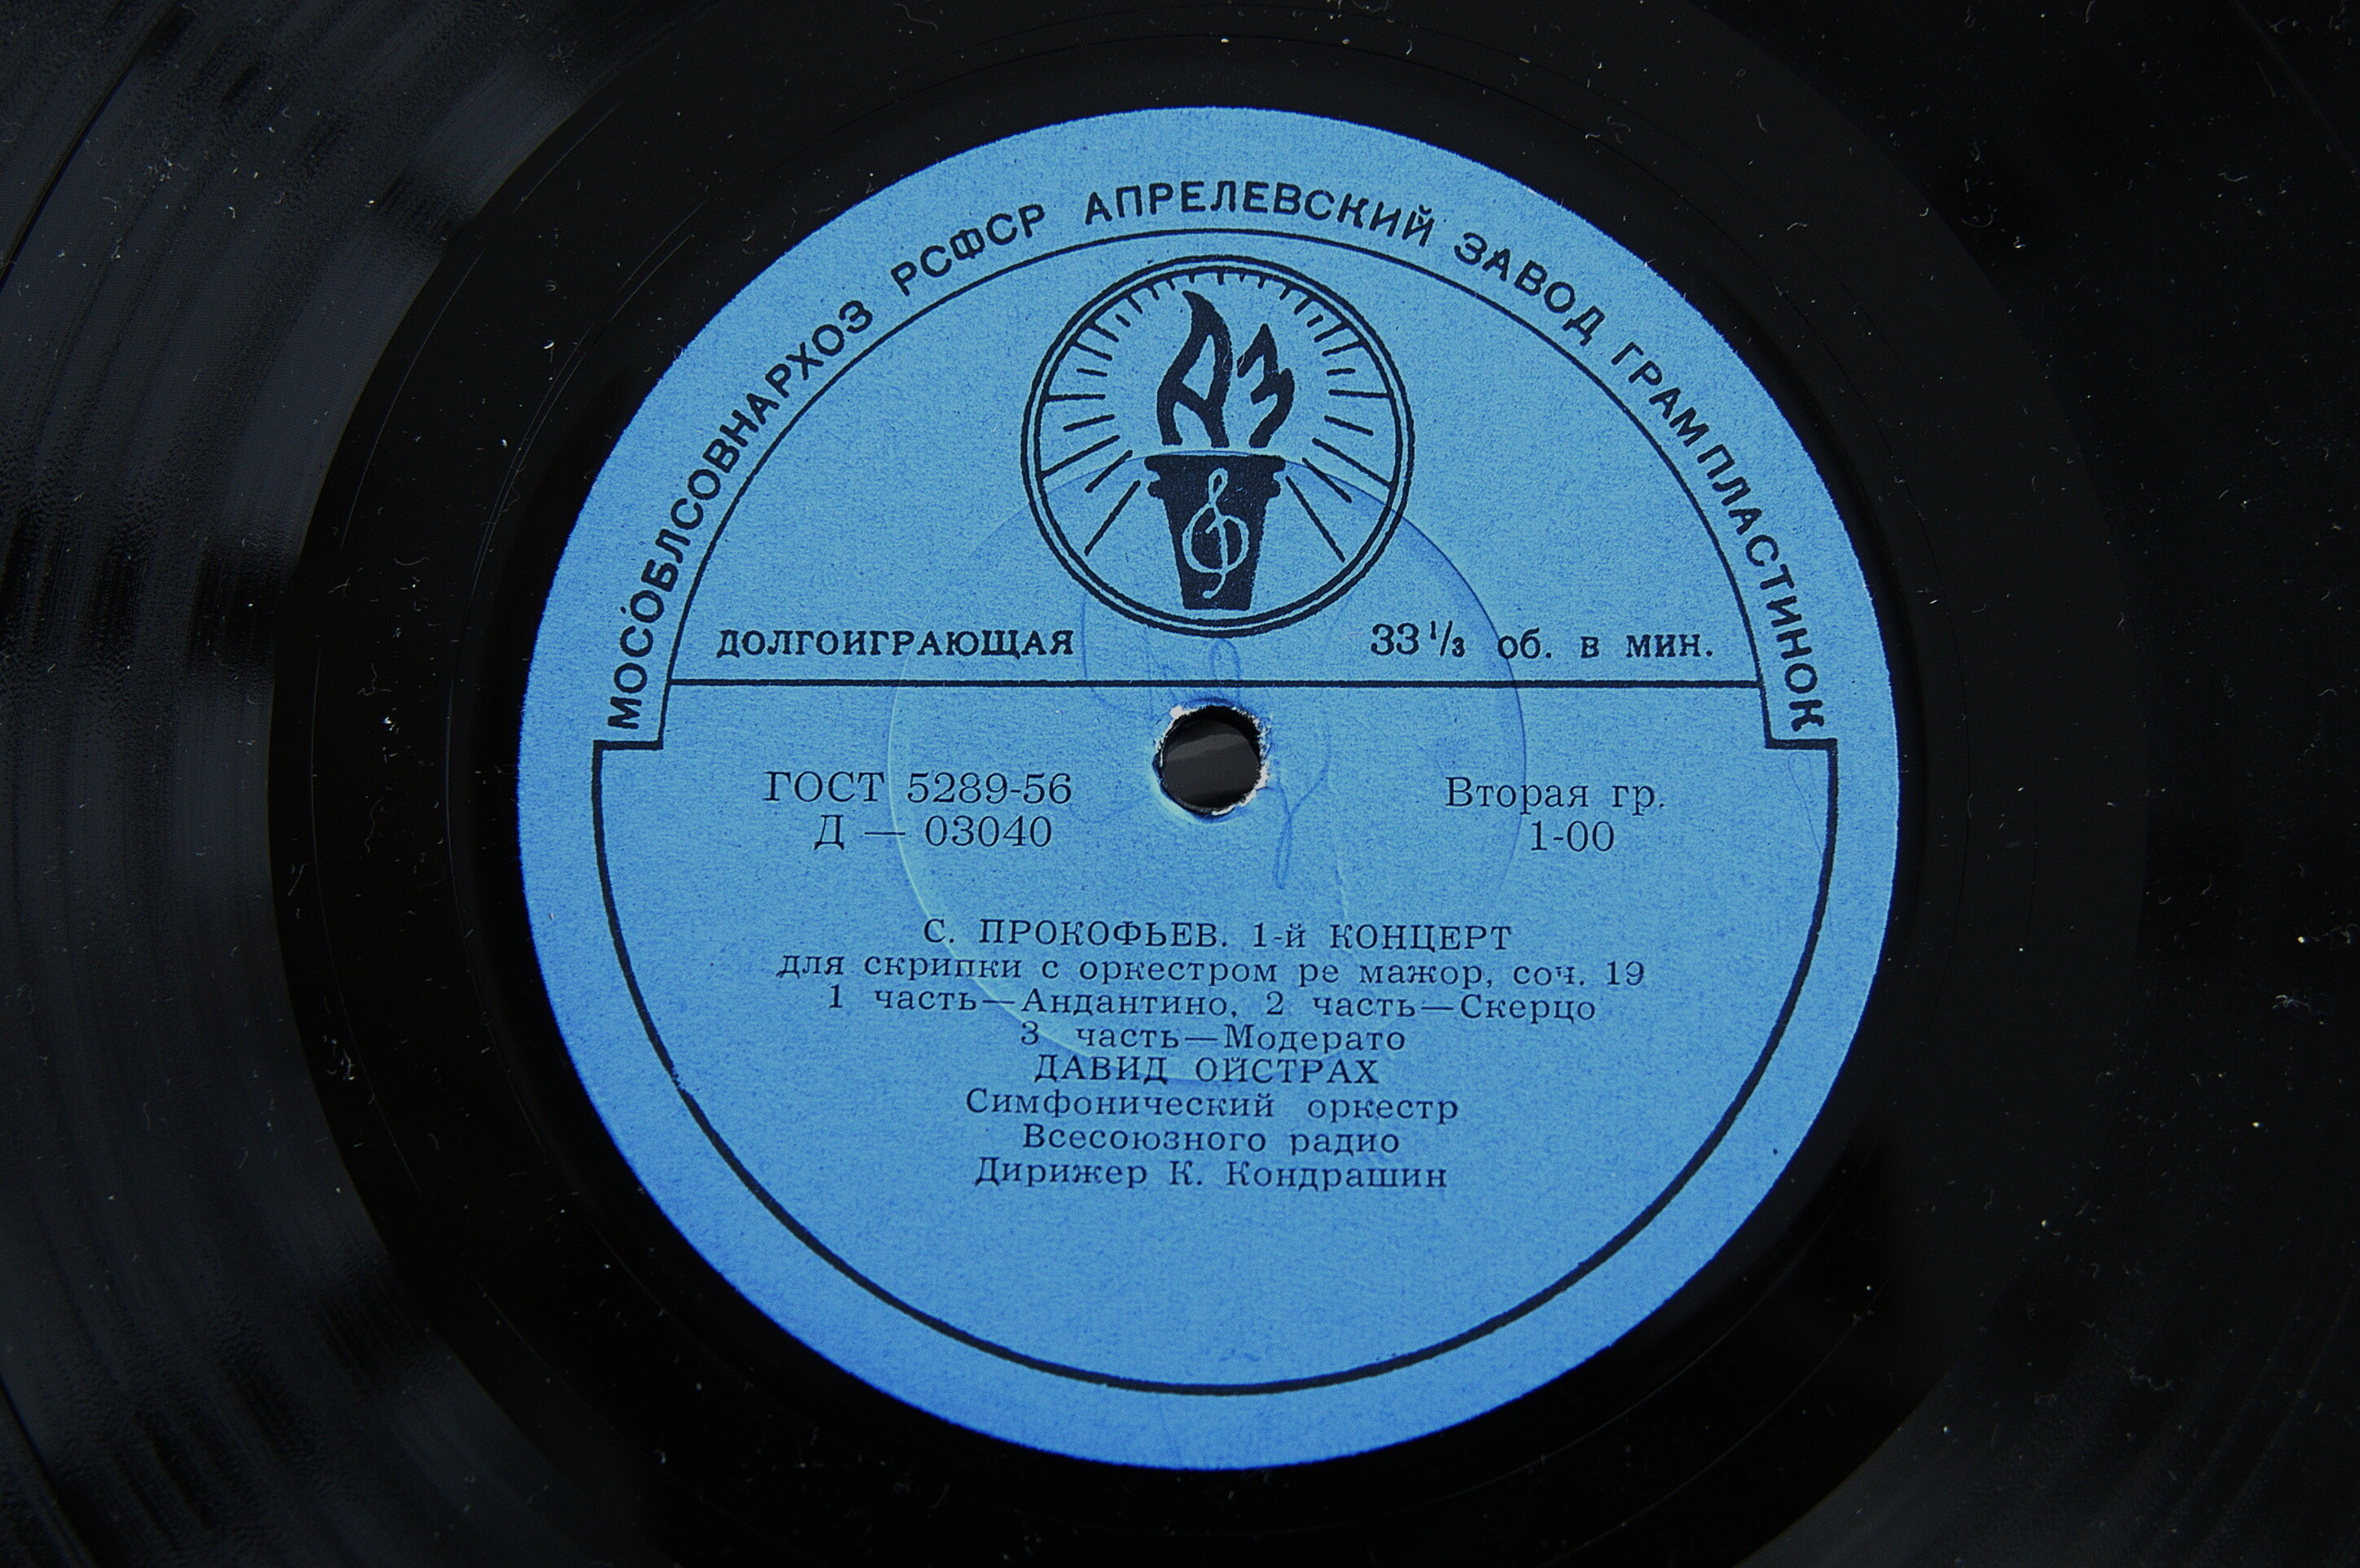 МОСОБЛСОВНАРХОЗ РСФСР АПРЕЛЕВСКИЙ ЗАВОД ГРАМПЛАСТИНОК
АЗ
ДОЛГОИГРАЮЩАЯ 33 1/3 об. в мин.
ГОСТ 5289-56 Вторая гр.
Д — 03040 1-00
С. ПРОКОФЬЕВ. 1-й КОНЦЕРТ
для скрипки с оркестром ре мажор, соч. 19
1 часть—Андантино, 2 часть—Скерцо
3 часть—Модерато
ДАВИД ОЙСТРАХ
Симфонический оркестр
Всесоюзного радио
Дирижер К. Кондрашин